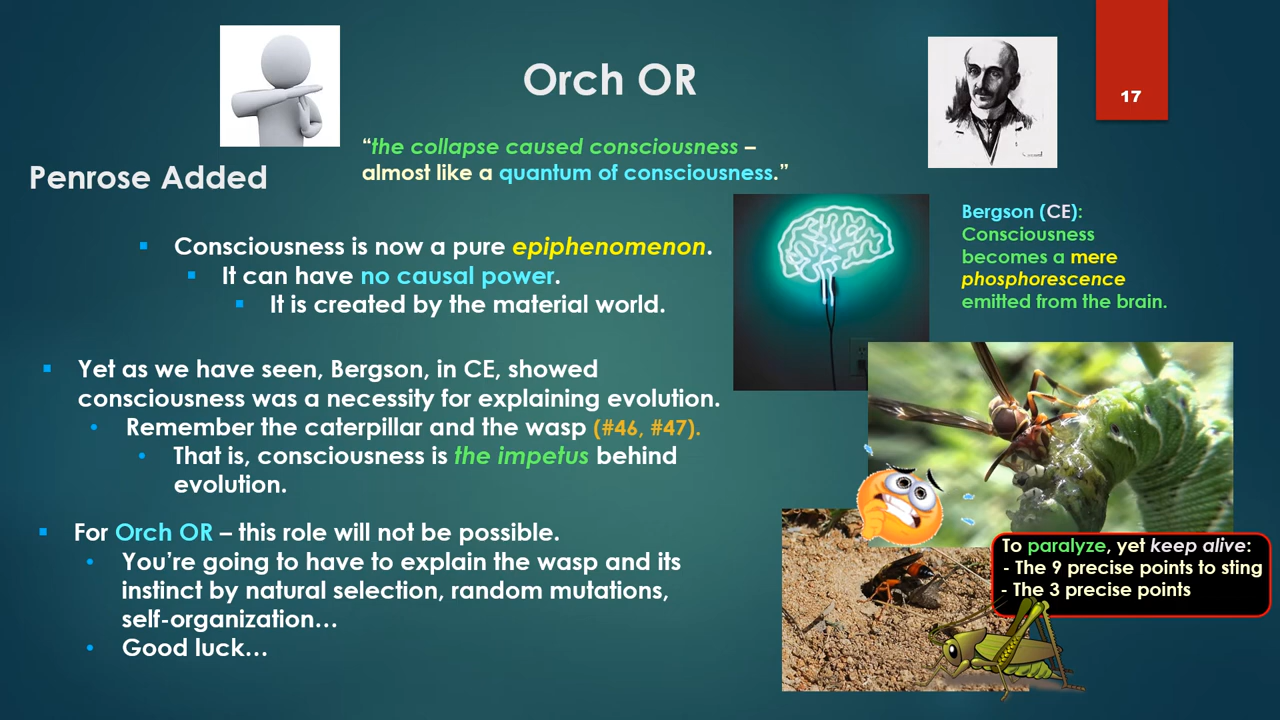 Orch OR
17
“the collapse caused consciousness –
almost like a quantum of consciousness.”
Penrose Added
▪ Consciousness is now a pure epiphenomenon.
▪ It can have no causal power.
▪ It is created by the material world.
Bergson (CE):
Consciousness
becomes a mere
phosphorescence
emitted from the brain.
▪ Yet as we have seen, Bergson, in CE, showed
consciousness was a necessity for explaining evolution.
• Remember the caterpillar and the wasp (#46, #47).
• That is, consciousness is the impetus behind
evolution.
▪ For Orch OR – this role will not be possible.
• You’re going to have to explain the wasp and its
instinct by natural selection, random mutations,
self-organization…
• Good luck…
To paralyze, yet keep alive:
- The 9 precise points to sting
- The 3 precise points